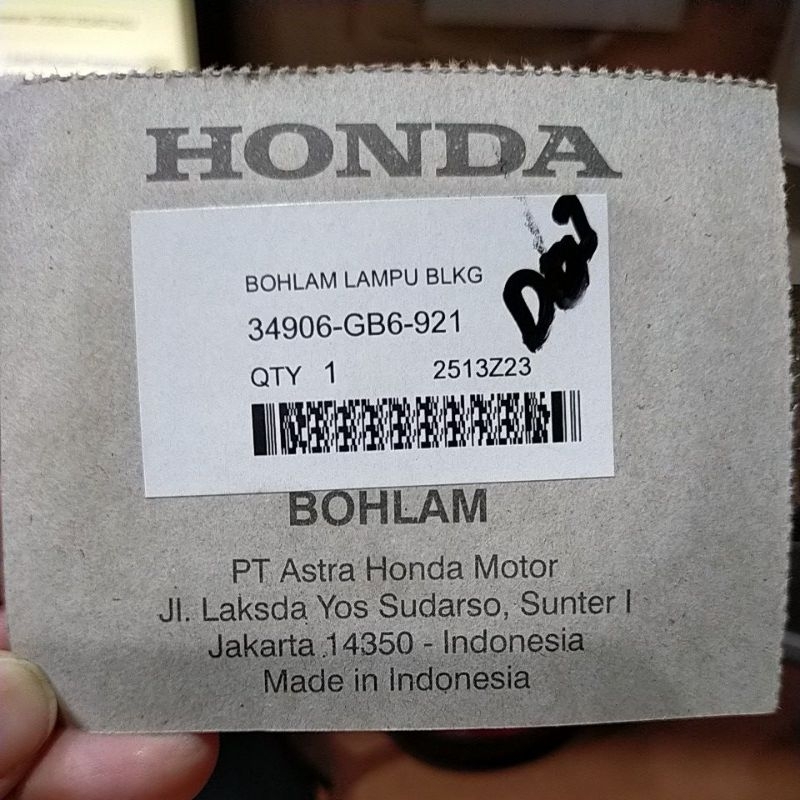 HONDA
BOHLAM LAMPU BLKG
34906-GB6-921
QTY 1 2513Z23
BOHLAM
PT Astra Honda Motor
Jl. Laksda Yos Sudarso, Sunter I
Jakarta 14350 - Indonesia
Made in Indonesia